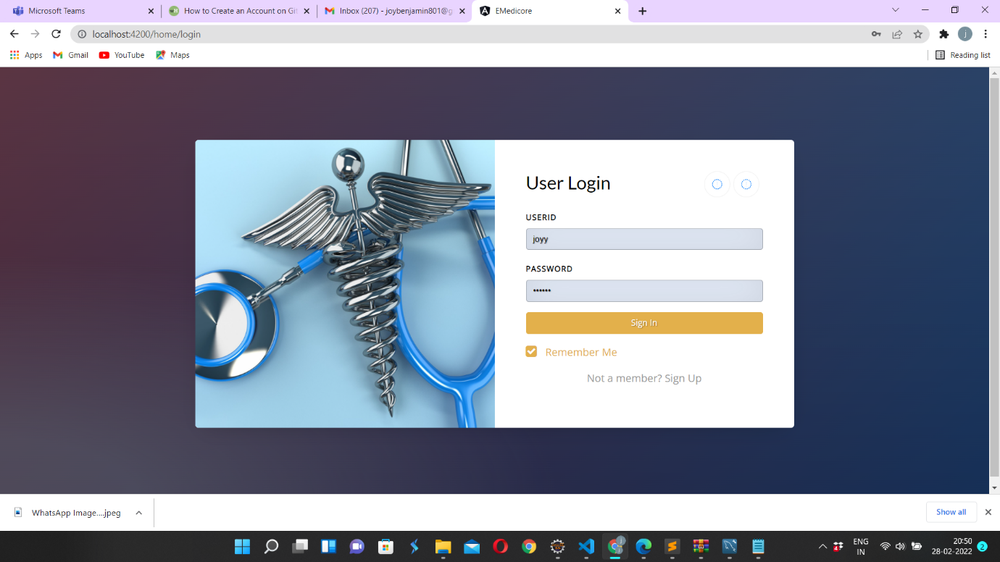 Microsoft Teams
How to Create an Account on Git
Inbox (207) - joybenjamin801@g
EMedicore
localhost:4200/home/login
j
Apps
Gmail
YouTube
Maps
Reading list
User Login
USERID
joyy
PASSWORD
••••••
Sign In
Remember Me
Not a member? Sign Up
WhatsApp Image....jpeg
Show all
ENG
IN
20:50
28-02-2022
2